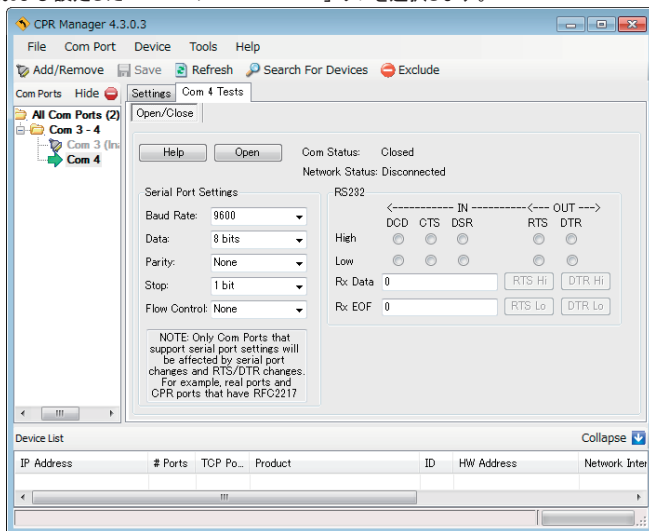 CPR Manager 4.3.0.3
File Com Port Device Tools Help
Add/Remove Save Refresh Search For Devices Exclude
Com Ports Hide
Settings Com 4 Tests
All Com Ports (2)
Open/Close
Com 3 - 4
Com 3 (Ina
Com 4
Help Open Com Status: Closed
Network Status: Disconnected
Serial Port Settings
RS232
<----------- IN -----------<--- OUT --->
DCD CTS DSR RTS DTR
Baud Rate: 9600
Data: 8 bits
High
Parity: None
Low
Stop: 1 bit
Rx Data 0 RTS Hi DTR Hi
Flow Control: None
Rx EOF 0 RTS Lo DTR Lo
NOTE: Only Com Ports that
support serial port settings will
be affected by serial port
changes and RTS/DTR changes.
For example, real ports and
CPR ports that have RFC2217
Device List Collapse
IP Address # Ports TCP Po... Product ID HW Address Network Inter